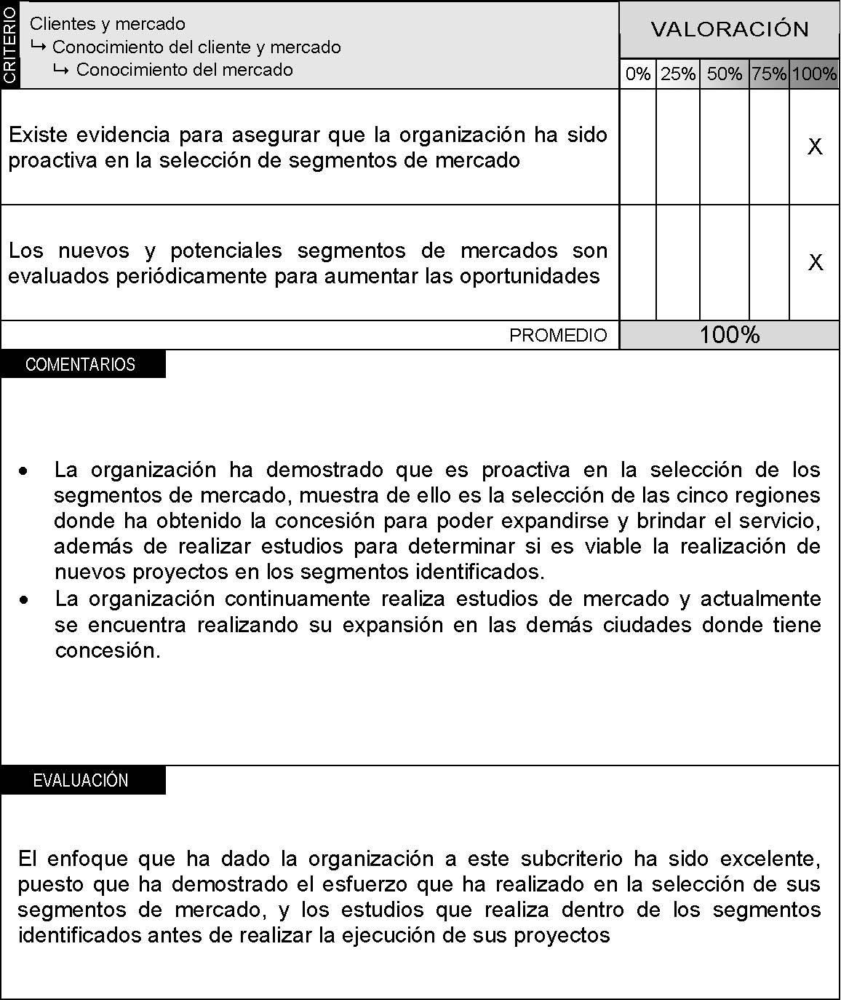 CRITERIO
Clientes y mercado
↳ Conocimiento del cliente y mercado
↳ Conocimiento del mercado
VALORACIÓN
0% 25% 50% 75% 100%
Existe evidencia para asegurar que la organización ha sido
proactiva en la selección de segmentos de mercado
X
Los nuevos y potenciales segmentos de mercados son
evaluados periódicamente para aumentar las oportunidades
X
PROMEDIO 100%
COMENTARIOS
• La organización ha demostrado que es proactiva en la selección de los
segmentos de mercado, muestra de ello es la selección de las cinco regiones
donde ha obtenido la concesión para poder expandirse y brindar el servicio,
además de realizar estudios para determinar si es viable la realización de
nuevos proyectos en los segmentos identificados.
• La organización continuamente realiza estudios de mercado y actualmente
se encuentra realizando su expansión en las demás ciudades donde tiene
concesión.
EVALUACIÓN
El enfoque que ha dado la organización a este subcriterio ha sido excelente,
puesto que ha demostrado el esfuerzo que ha realizado en la selección de sus
segmentos de mercado, y los estudios que realiza dentro de los segmentos
identificados antes de realizar la ejecución de sus proyectos